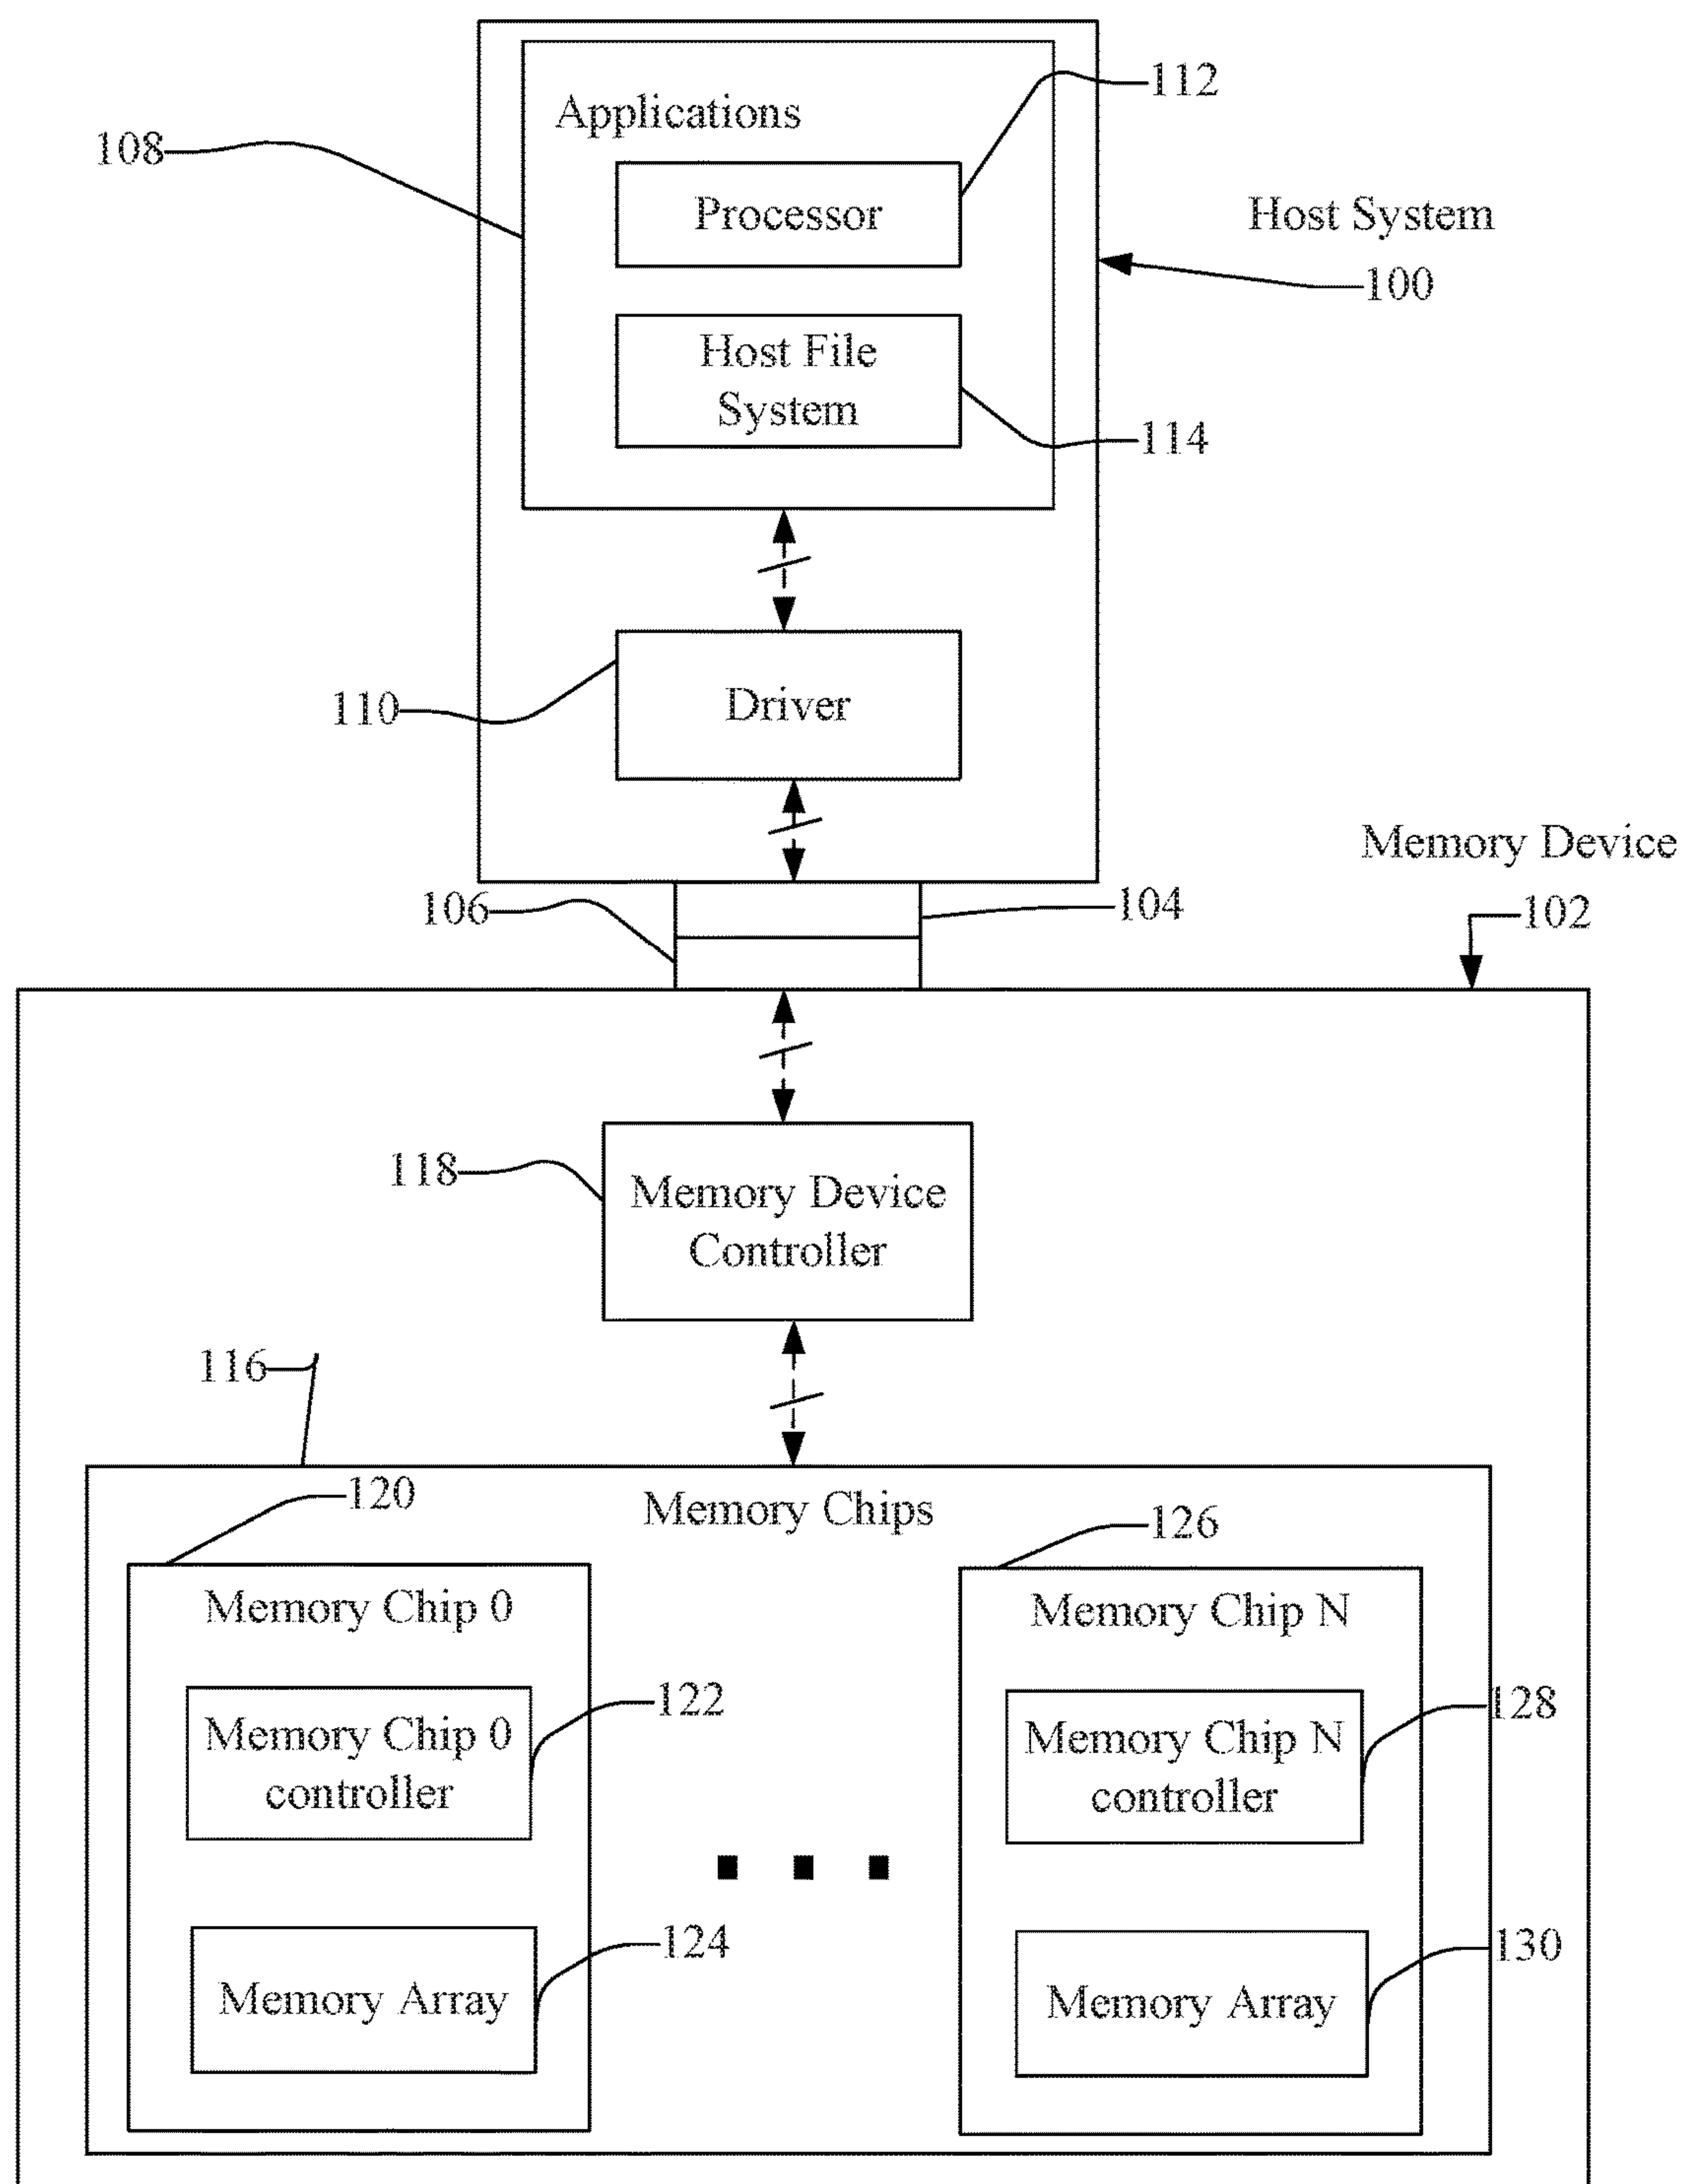 112
Applications
108
Processor
Host System
100
Host File
System
114
110
Driver
Memory Device
106
104
102
118
Memory Device
Controller
116
120
Memory Chips
126
Memory Chip 0
Memory Chip N
122
128
Memory Chip 0
controller
Memory Chip N
controller
124
130
Memory Array
Memory Array